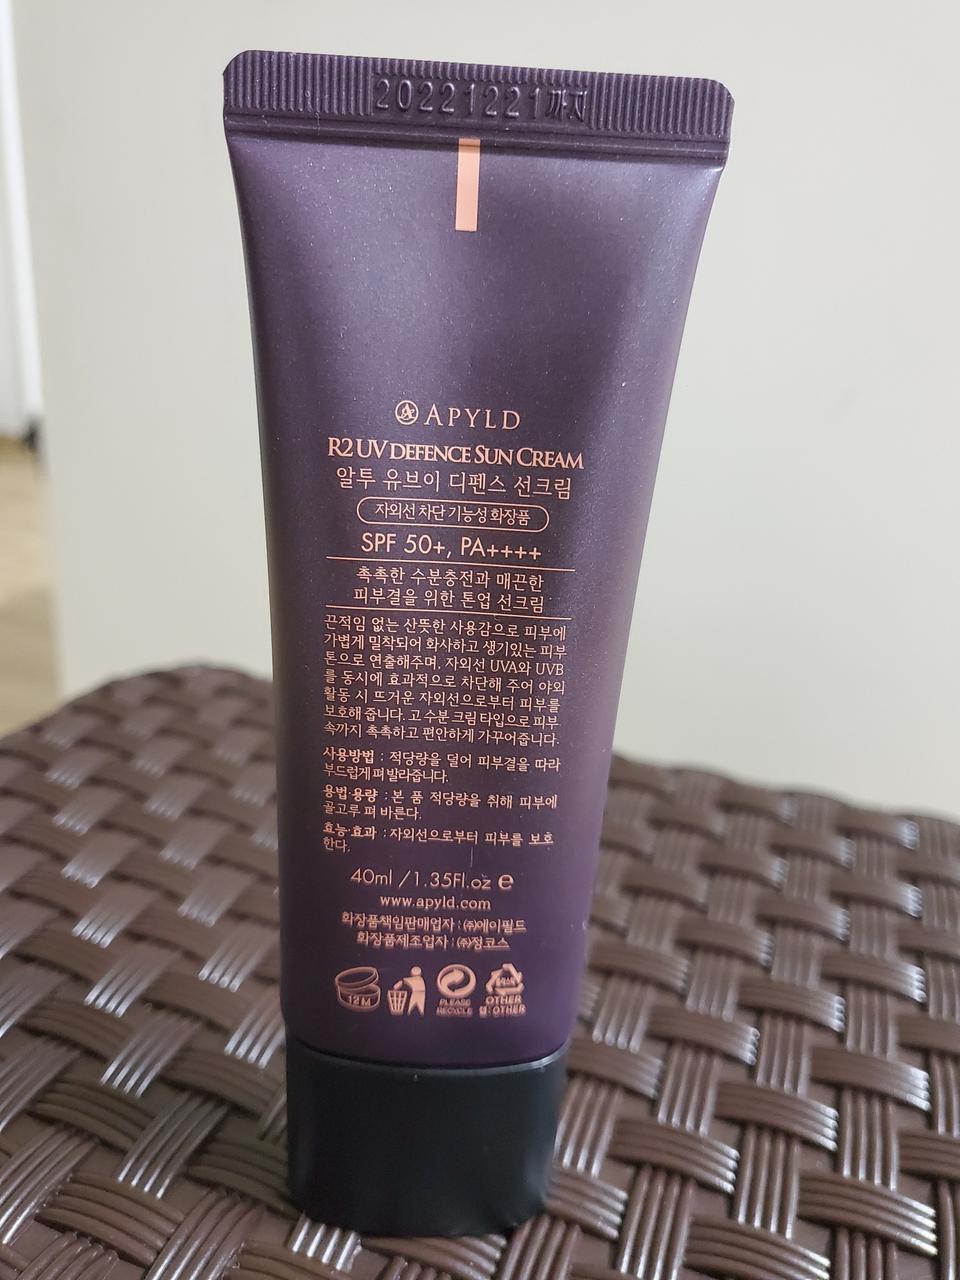 20221221까지
APYLD
R2 UV DEFENCE SUN CREAM
알투 유브이 디펜스 선크림
자외선 차단 기능성 화장품
SPF 50+, PA++++
촉촉한 수분충전과 매끈한
피부결을 위한 톤업 선크림
끈적임 없는 산뜻한 사용감으로 피부에
가볍게 밀착되어 화사하고 생기있는 피부
톤으로 연출해주며, 자외선 UVA와 UVB
를 동시에 효과적으로 차단해 주어 야외
활동 시 뜨거운 자외선으로부터 피부를
보호해 줍니다. 고 수분 크림 타입으로 피부
속까지 촉촉하고 편안하게 가꾸어줍니다.
사용방법 : 적당량을 덜어 피부결을 따라
부드럽게 펴 발라줍니다.
용법·용량 : 본 품 적당량을 취해 피부에
골고루 펴 바른다.
효능·효과 : 자외선으로부터 피부를 보호
한다.
40ml / 1.35Fl.oz e
www.apyld.com
화장품책임판매업자 : ㈜에이필드
화장품제조업자 : ㈜정코스
12M
PLEASE
RECYCLE
OTHER
캡:OTHER